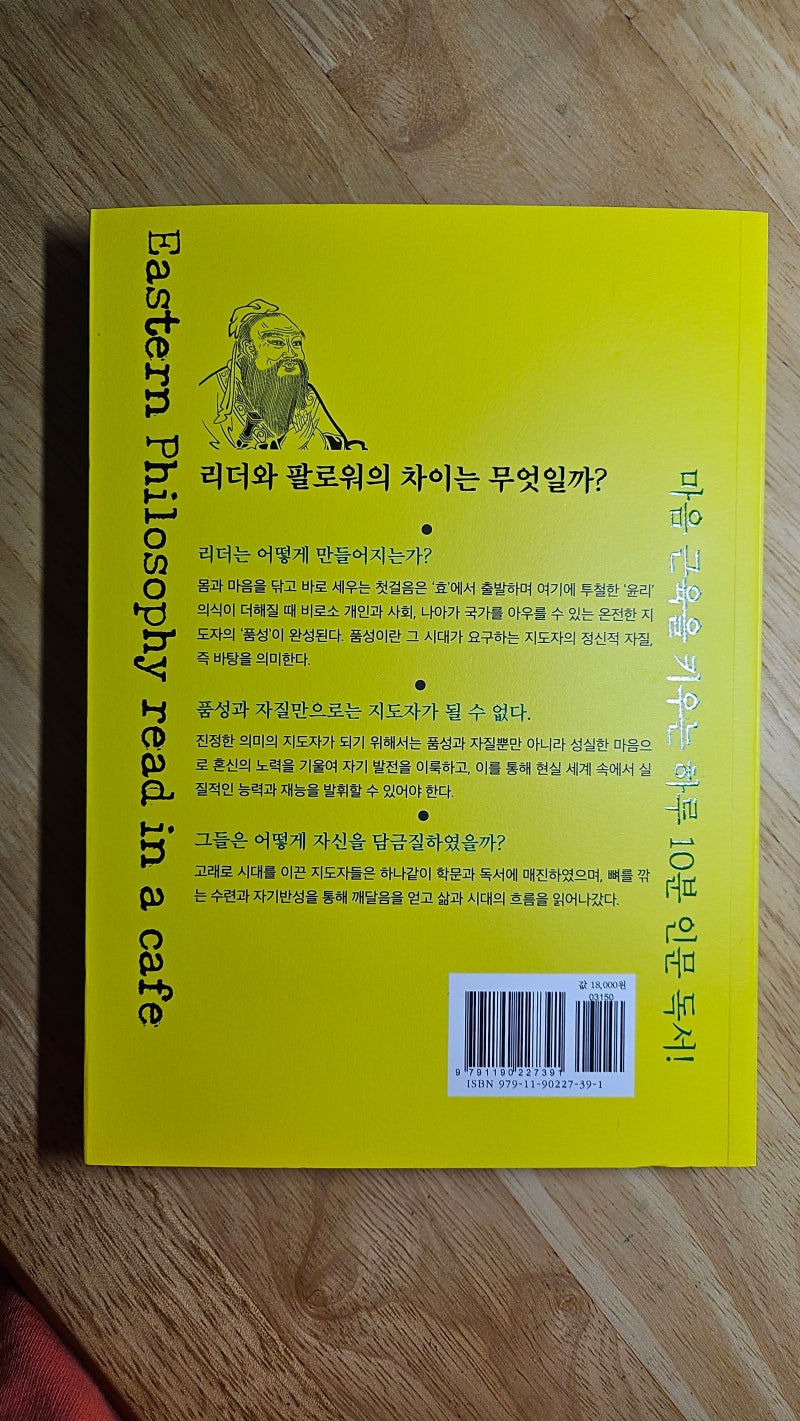 Eastern Philosophy read in a cafe
리더와 팔로워의 차이는 무엇일까?
리더는 어떻게 만들어지는가?
몸과 마음을 닦고 바로 세우는 첫걸음은 ‘효’에서 출발하며 여기에 투철한 ‘윤리’
의식이 더해질 때 비로소 개인과 사회, 나아가 국가를 아우를 수 있는 온전한 지
도자의 ‘품성’이 완성된다. 품성이란 그 시대가 요구하는 지도자의 정신적 자질,
즉 바탕을 의미한다.
품성과 자질만으로는 지도자가 될 수 없다.
진정한 의미의 지도자가 되기 위해서는 품성과 자질뿐만 아니라 성실한 마음으
로 혼신의 노력을 기울여 자기 발전을 이룩하고, 이를 통해 현실 세계 속에서 실
질적인 능력과 재능을 발휘할 수 있어야 한다.
그들은 어떻게 자신을 담금질하였을까?
고래로 시대를 이끈 지도자들은 하나같이 학문과 독서에 매진하였으며, 뼈를 깎
는 수련과 자기반성을 통해 깨달음을 얻고 삶과 시대의 흐름을 읽어나갔다.
마음 근육을 키우는 하루 10분 인문 독서!
값 18,000원
03150
9 791190 227391
ISBN 979-11-90227-39-1